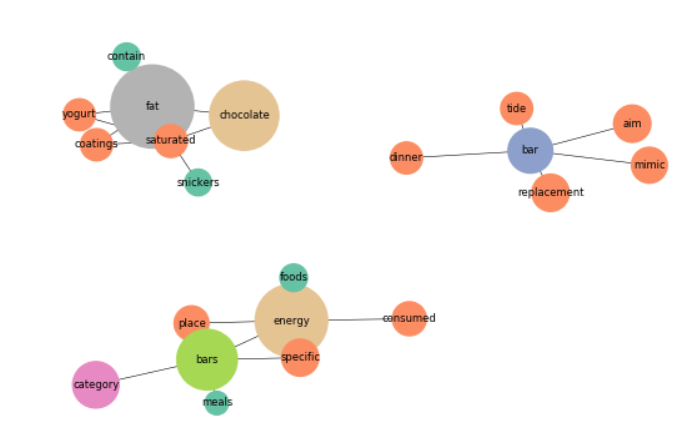 contain
fat
yogurt
chocolate
coatings
saturated
snickers
tide
aim
bar
dinner
mimic
replacement
foods
place
energy
consumed
bars
specific
category
meals